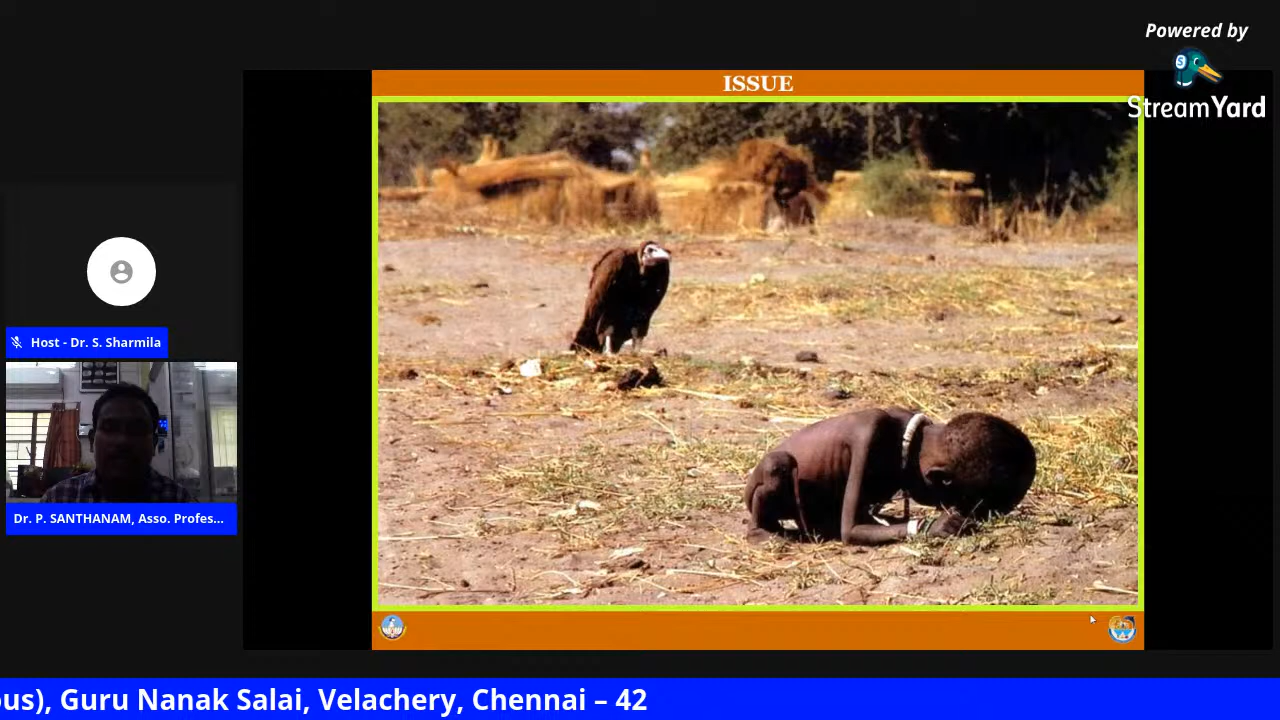 Powered by
StreamYard
ISSUE
Host - Dr. S. Sharmila
Dr. P. SANTHANAM, Asso. Profes...
ous), Guru Nanak Salai, Velachery, Chennai – 42